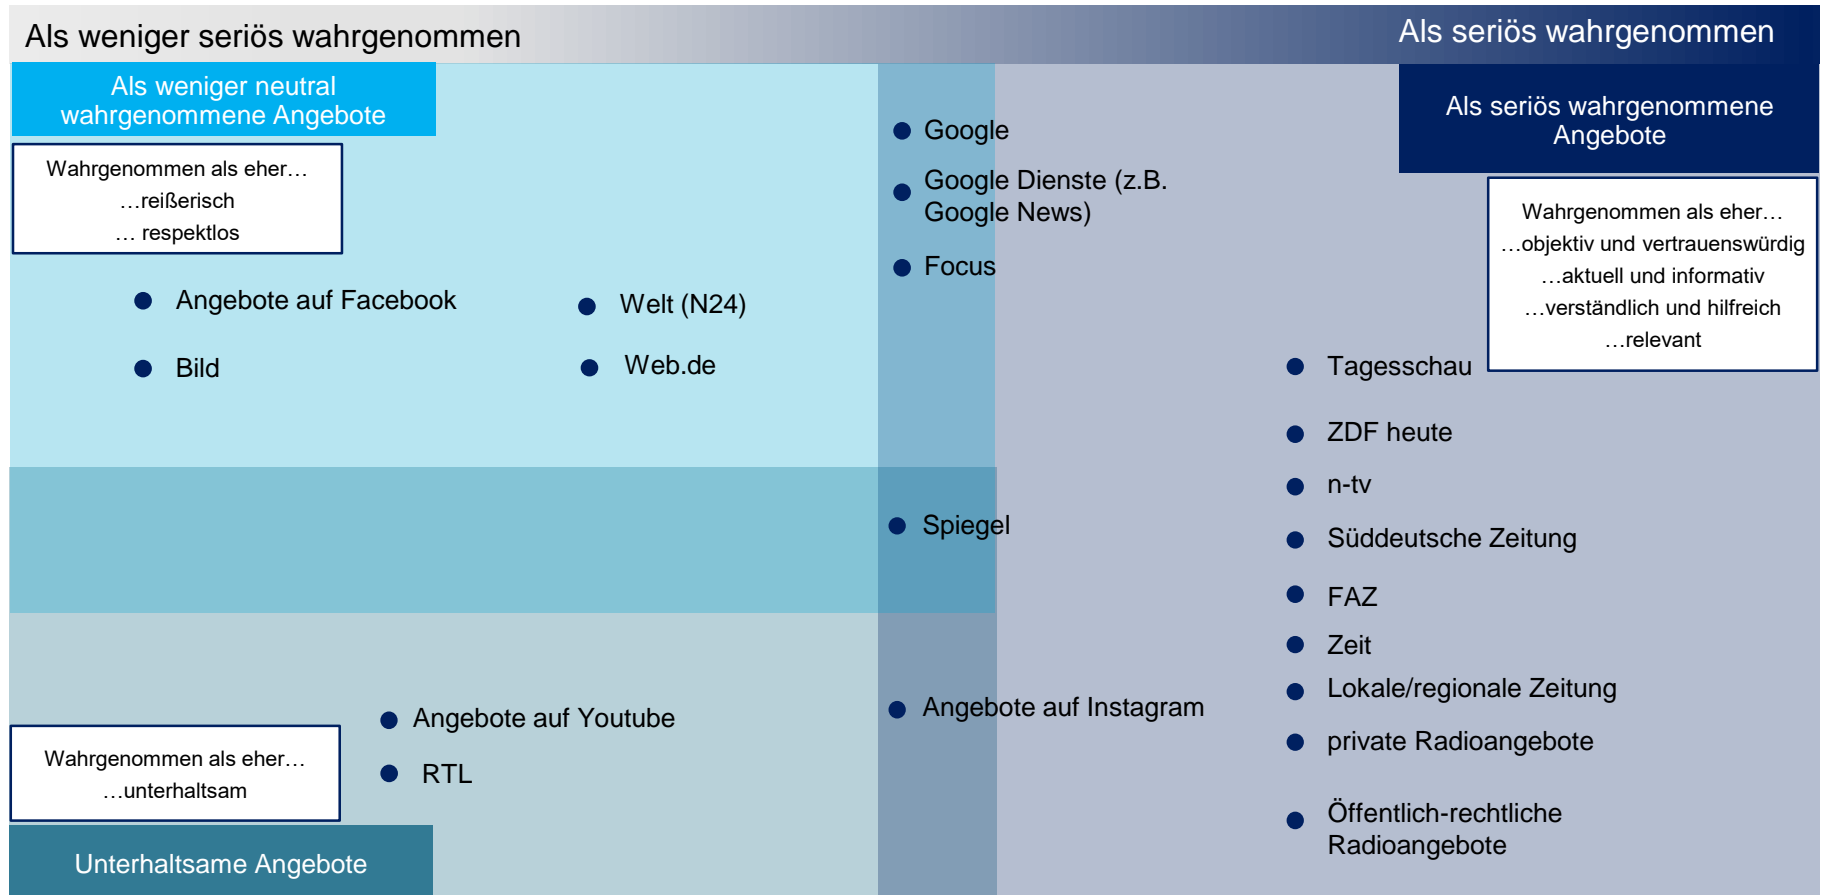 Als weniger seriös wahrgenommen
Als seriös wahrgenommen
Als weniger neutral
wahrgenommene Angebote
Wahrgenommen als eher…
…reißerisch
… respektlos
Angebote auf Facebook
Bild
Welt (N24)
Web.de
Google
Google Dienste (z.B.
Google News)
Focus
Spiegel
Angebote auf Instagram
Als seriös wahrgenommene
Angebote
Wahrgenommen als eher…
…objektiv und vertrauenswürdig
…aktuell und informativ
…verständlich und hilfreich
…relevant
Tagesschau
ZDF heute
n-tv
Süddeutsche Zeitung
FAZ
Zeit
Lokale/regionale Zeitung
private Radioangebote
Öffentlich-rechtliche
Radioangebote
Angebote auf Youtube
RTL
Wahrgenommen als eher…
…unterhaltsam
Unterhaltsame Angebote